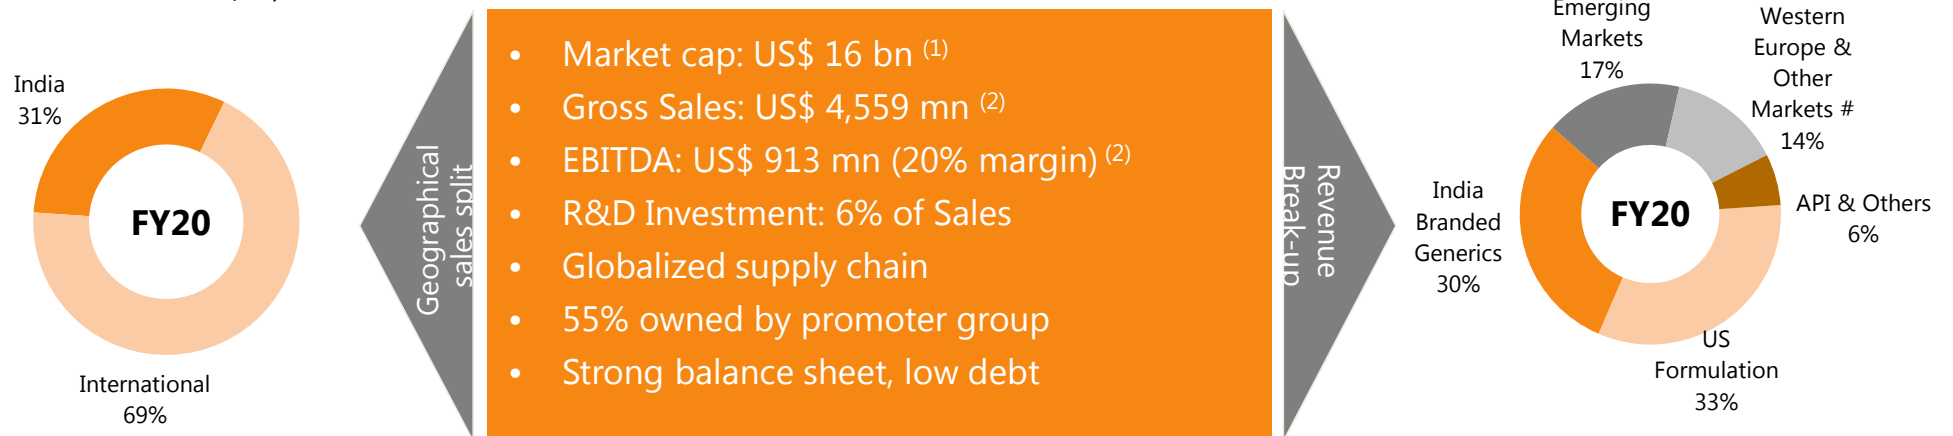 India
31%
FY20
International
69%
Geographical
sales split
• Market cap: US$ 16 bn (1)
• Gross Sales: US$ 4,559 mn (2)
• EBITDA: US$ 913 mn (20% margin) (2)
• R&D Investment: 6% of Sales
• Globalized supply chain
• 55% owned by promoter group
• Strong balance sheet, low debt
Revenue
Break-up
Emerging
Markets
17%
Western
Europe &
Other
Markets #
14%
India
Branded
Generics
30%
FY20
API & Others
6%
US
Formulation
33%